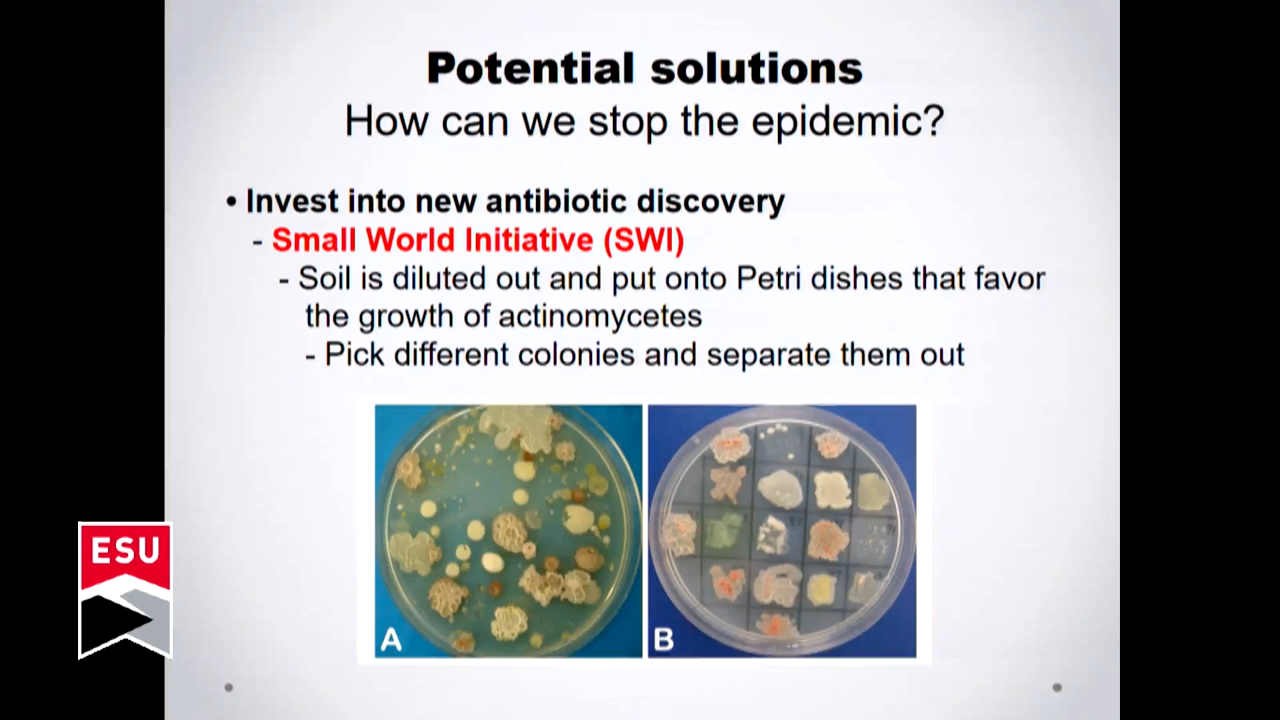 Potential solutions
How can we stop the epidemic?
• Invest into new antibiotic discovery
- Small World Initiative (SWI)
- Soil is diluted out and put onto Petri dishes that favor
the growth of actinomycetes
- Pick different colonies and separate them out
ESU
A
B